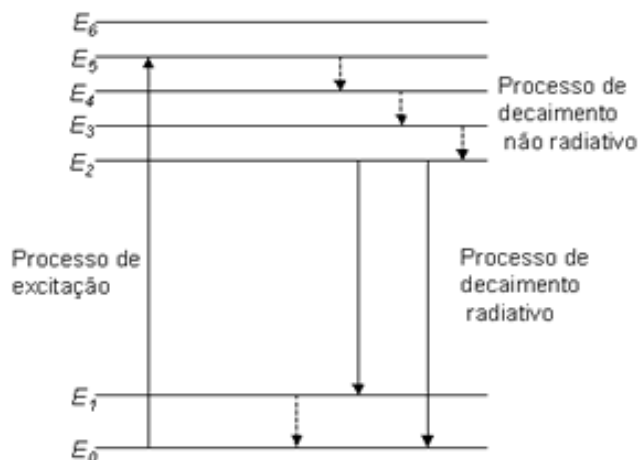 E6
E5
E4
E3
E2
Processo de
decaimento
não radiativo
Processo de
excitação
Processo de
decaimento
radiativo
E1
E0